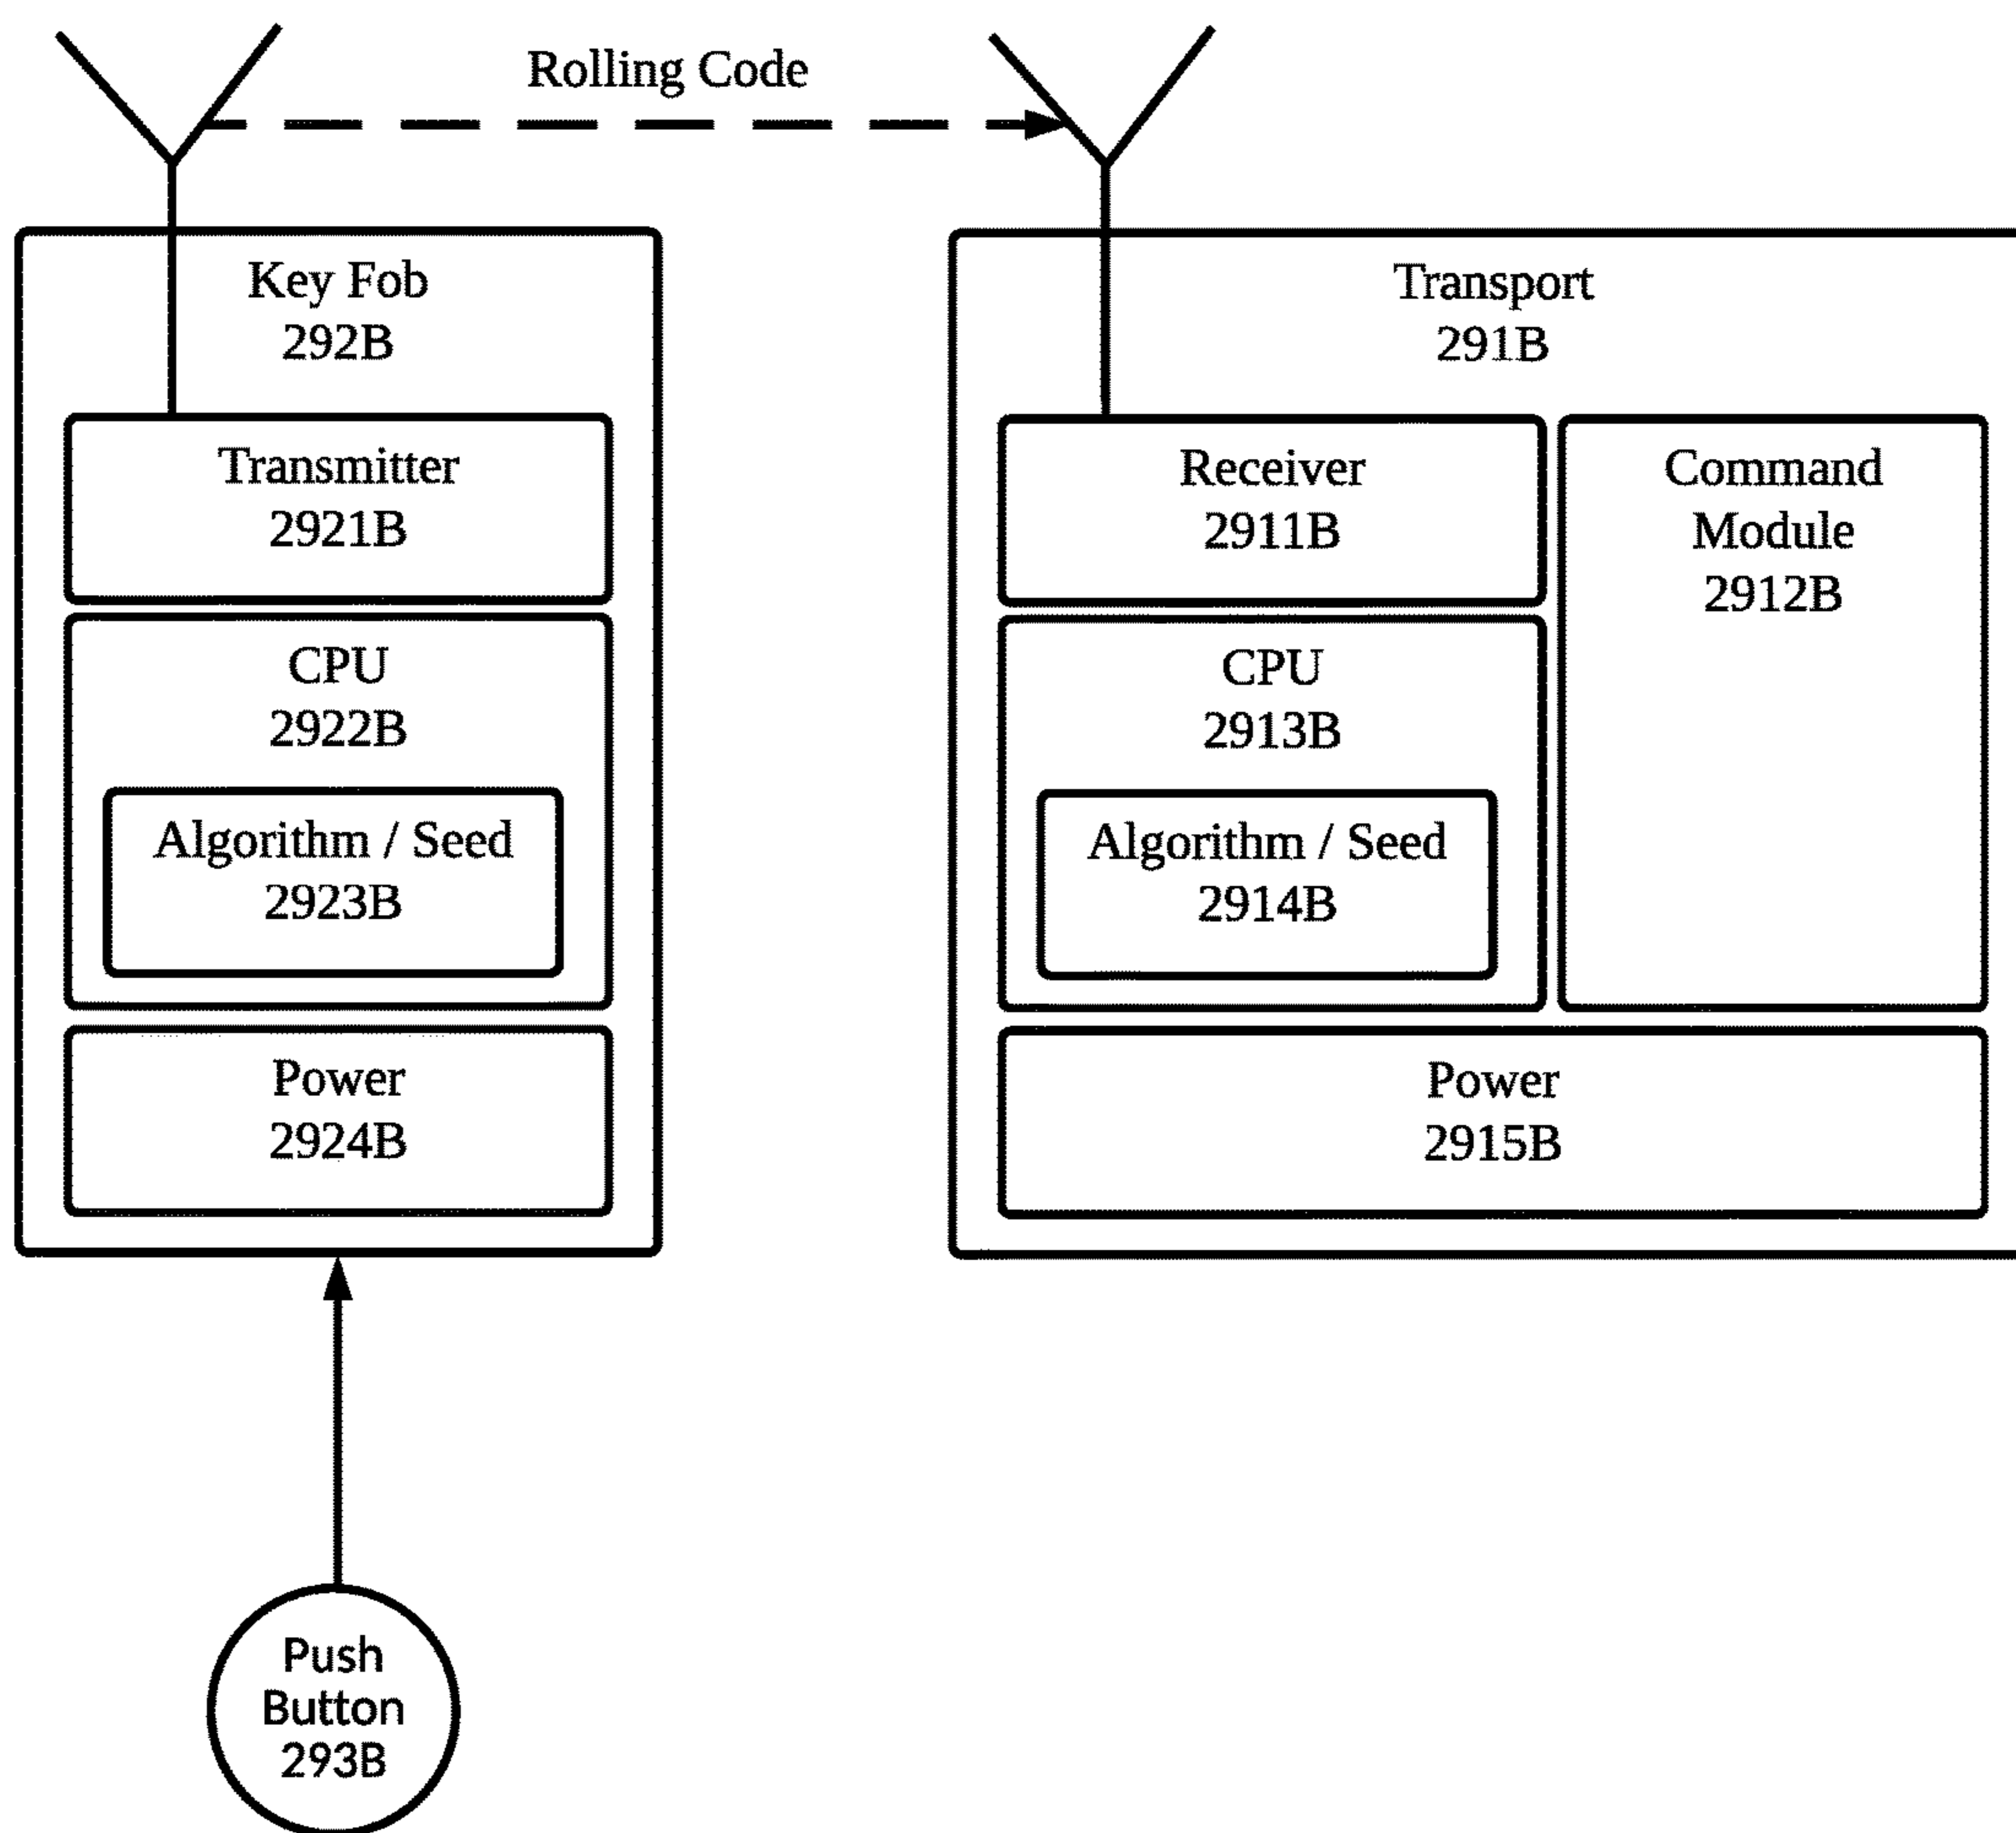 Rolling Code
Key Fob
292B
Transmitter
2921B
CPU
2922B
Algorithm / Seed
2923B
Power
2924B
Transport
291B
Receiver
2911B
Command
Module
2912B
CPU
2913B
Algorithm / Seed
2914B
Power
2915B
Push
Button
293B